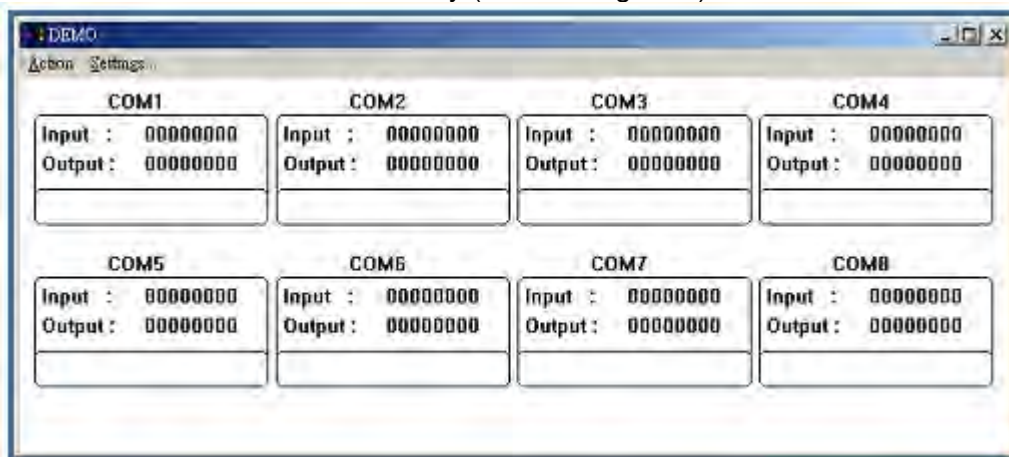 DEMO
Action Settings...
COM1 COM2 COM3 COM4
Input : 00000000 Input : 00000000 Input : 00000000 Input : 00000000
Output : 00000000 Output : 00000000 Output : 00000000 Output : 00000000
COM5 COM6 COM7 COM8
Input : 00000000 Input : 00000000 Input : 00000000 Input : 00000000
Output : 00000000 Output : 00000000 Output : 00000000 Output : 00000000